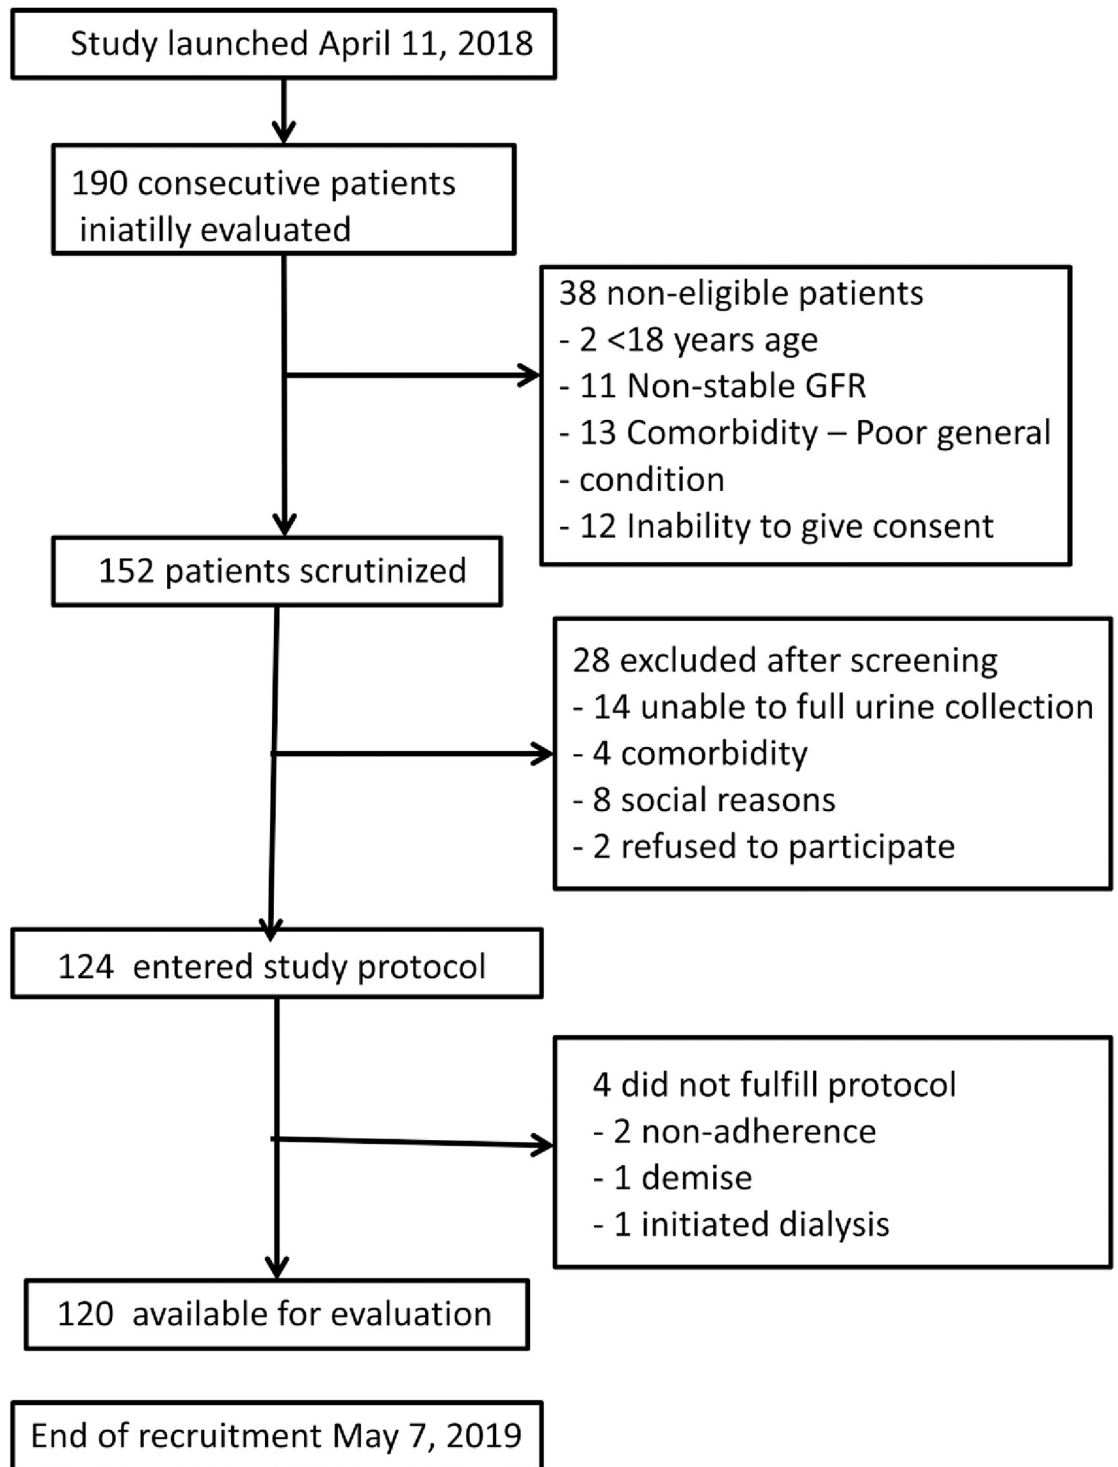 Study launched April 11, 2018
190 consecutive patients
iniatilly evaluated
38 non-eligible patients
- 2 <18 years age
- 11 Non-stable GFR
- 13 Comorbidity – Poor general
- condition
- 12 Inability to give consent
152 patients scrutinized
28 excluded after screening
- 14 unable to full urine collection
- 4 comorbidity
- 8 social reasons
- 2 refused to participate
124 entered study protocol
4 did not fulfill protocol
- 2 non-adherence
- 1 demise
- 1 initiated dialysis
120 available for evaluation
End of recruitment May 7, 2019